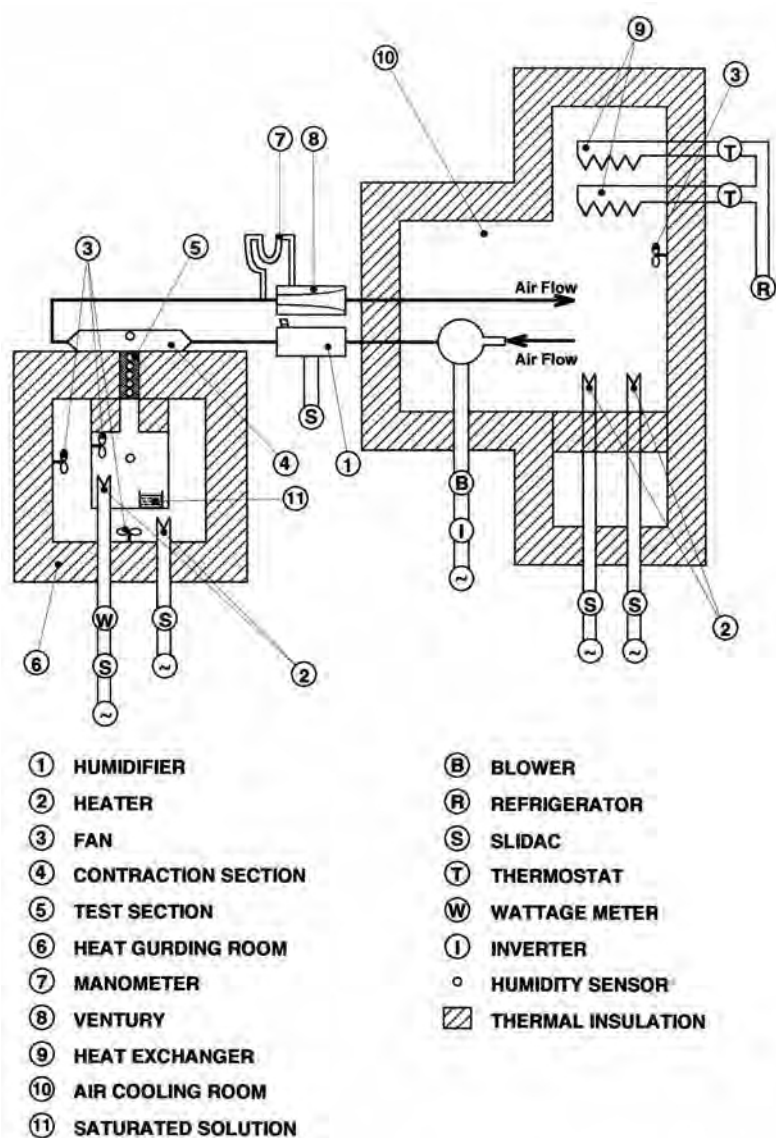 9
10
3
7
8
T
3
5
T
Air Flow
R
Air Flow
S
4
1
B
11
I
~
W
S
S
S
2
6
S
~
2
~
~
~
1 HUMIDIFIER
2 HEATER
3 FAN
4 CONTRACTION SECTION
5 TEST SECTION
6 HEAT GURDING ROOM
7 MANOMETER
8 VENTURY
9 HEAT EXCHANGER
10 AIR COOLING ROOM
11 SATURATED SOLUTION
B BLOWER
R REFRIGERATOR
S SLIDAC
T THERMOSTAT
W WATTAGE METER
I INVERTER
HUMIDITY SENSOR
THERMAL INSULATION